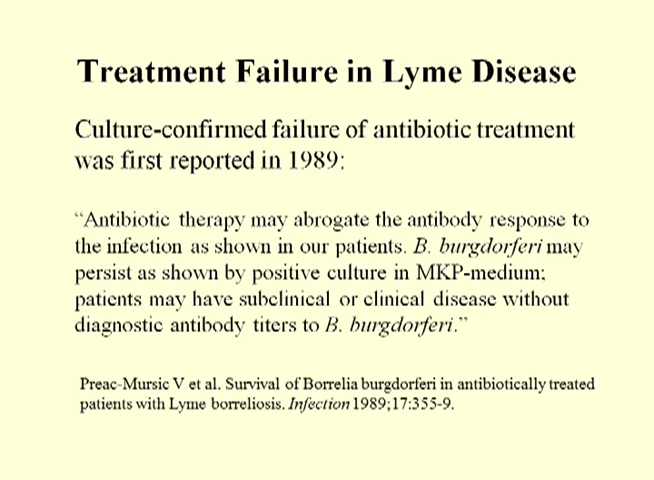 Treatment Failure in Lyme Disease
Culture-confirmed failure of antibiotic treatment
was first reported in 1989:
“Antibiotic therapy may abrogate the antibody response to
the infection as shown in our patients. B. burgdorferi may
persist as shown by positive culture in MKP-medium;
patients may have subclinical or clinical disease without
diagnostic antibody titers to B. burgdorferi.”
Preac-Mursic V et al. Survival of Borrelia burgdorferi in antibiotically treated
patients with Lyme borreliosis. Infection 1989;17:355-9.